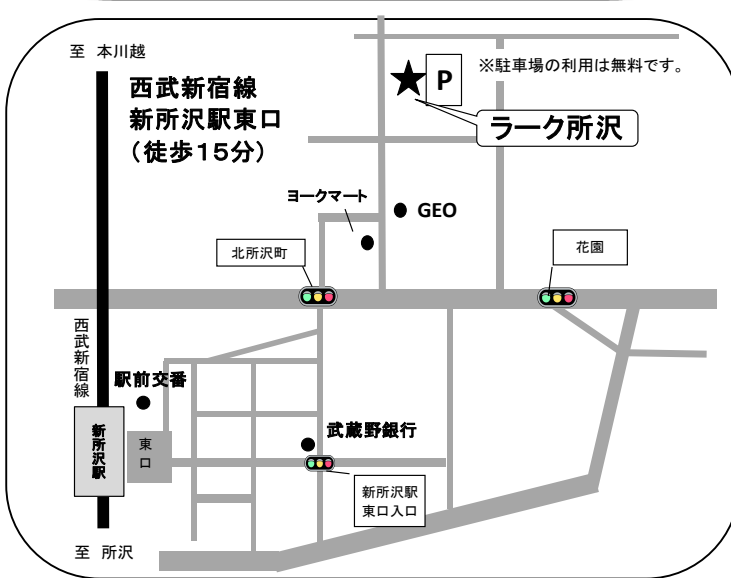 至 本川越
西武新宿線
新所沢駅東口
（徒歩15分）
P
※駐車場の利用は無料です。
ラーク所沢
ヨークマート
GEO
北所沢町
花園
西武新宿線
駅前交番
新所沢駅
東口
武蔵野銀行
新所沢駅
東口入口
至 所沢